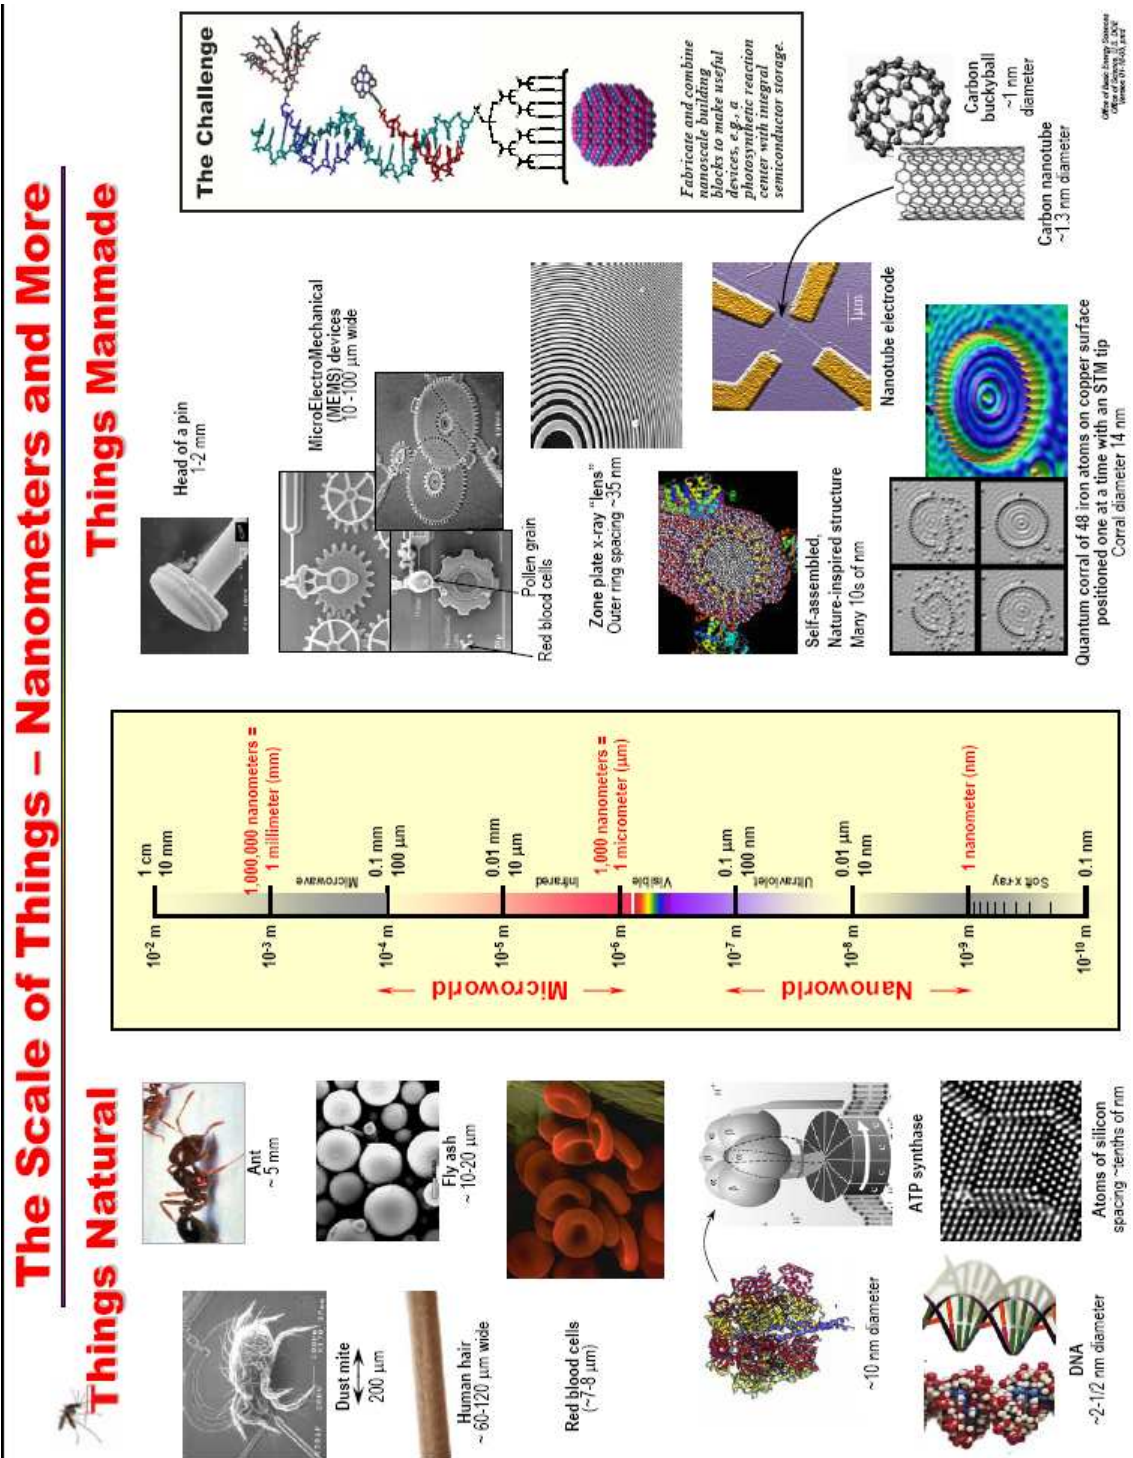 The Scale of Things – Nanometers and More
Things Natural
Ant
~ 5 mm
Dust mite
200 µm
Fly ash
~ 10-20 µm
Human hair
~ 60-120 µm wide
Red blood cells
(~7-8 µm)
ATP synthase
~10 nm diameter
Atoms of silicon
spacing ~tenths of nm
DNA
~2-1/2 nm diameter
10-2 m
10-3 m
10-4 m
10-5 m
10-6 m
10-7 m
10-8 m
10-9 m
10-10 m
Microworld
Nanoworld
1 cm
10 mm
1,000,000 nanometers =
1 millimeter (mm)
Microwave
0.1 mm
100 µm
0.01 mm
10 µm
Infrared
1,000 nanometers =
1 micrometer (µm)
Visible
0.1 µm
100 nm
Ultraviolet
0.01 µm
10 nm
1 nanometer (nm)
Soft x-ray
0.1 nm
Things Manmade
Head of a pin
1-2 mm
MicroElectroMechanical
(MEMS) devices
10 -100 µm wide
Pollen grain
Red blood cells
Zone plate x-ray “lens”
Outer ring spacing ~35 nm
Self-assembled,
Nature-inspired structure
Many 10s of nm
1µm
Nanotube electrode
Quantum corral of 48 iron atoms on copper surface
positioned one at a time with an STM tip
Corral diameter 14 nm
The Challenge
Fabricate and combine
nanoscale building
blocks to make useful
devices, e.g., a
photosynthetic reaction
center with integral
semiconductor storage.
Carbon
buckyball
~1 nm
diameter
Carbon nanotube
~1.3 nm diameter
Office of Basic Energy Sciences
Office of Science, U.S. DOE